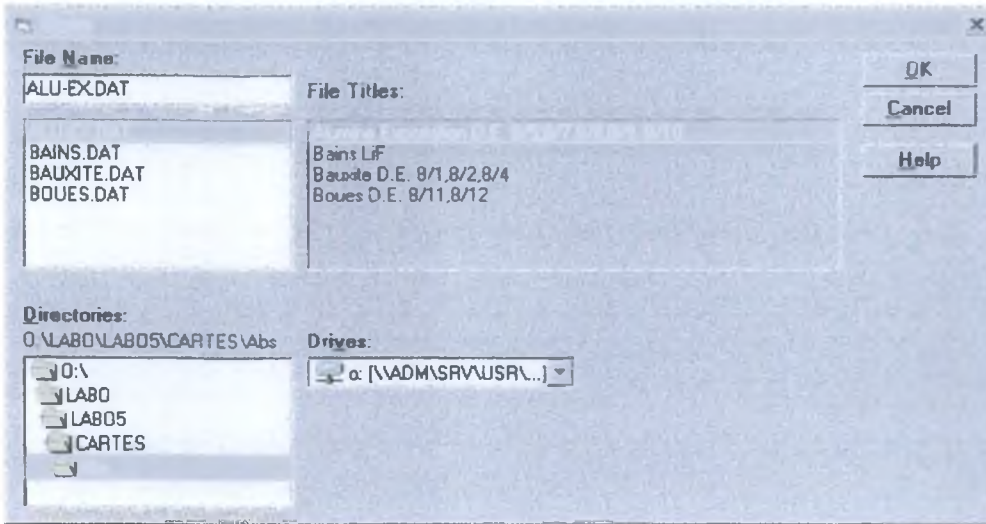 File Name:
ALU-EX.DAT
BAINS.DAT
BAUXITE.DAT
BOUES.DAT
File Titles:
Bains LiF
Bauxite D.E. 8/1,8/2,8/4
Boues D.E. 8/11,8/12
OK
Cancel
Help
Directories:
O:\LABO\LABO5\CARTES\Abs
O:\
LABO
LABO5
CARTES
Drives:
o: [\\ADM\SRV\USR\...]